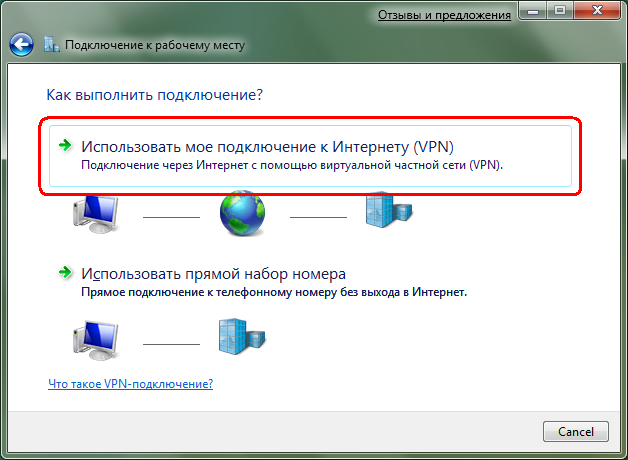 Отзывы и предложения
Подключение к рабочему месту
Как выполнить подключение?
Использовать мое подключение к Интернету (VPN)
Подключение через Интернет с помощью виртуальной частной сети (VPN).
Использовать прямой набор номера
Прямое подключение к телефонному номеру без выхода в Интернет.
Что такое VPN-подключение?
Cancel